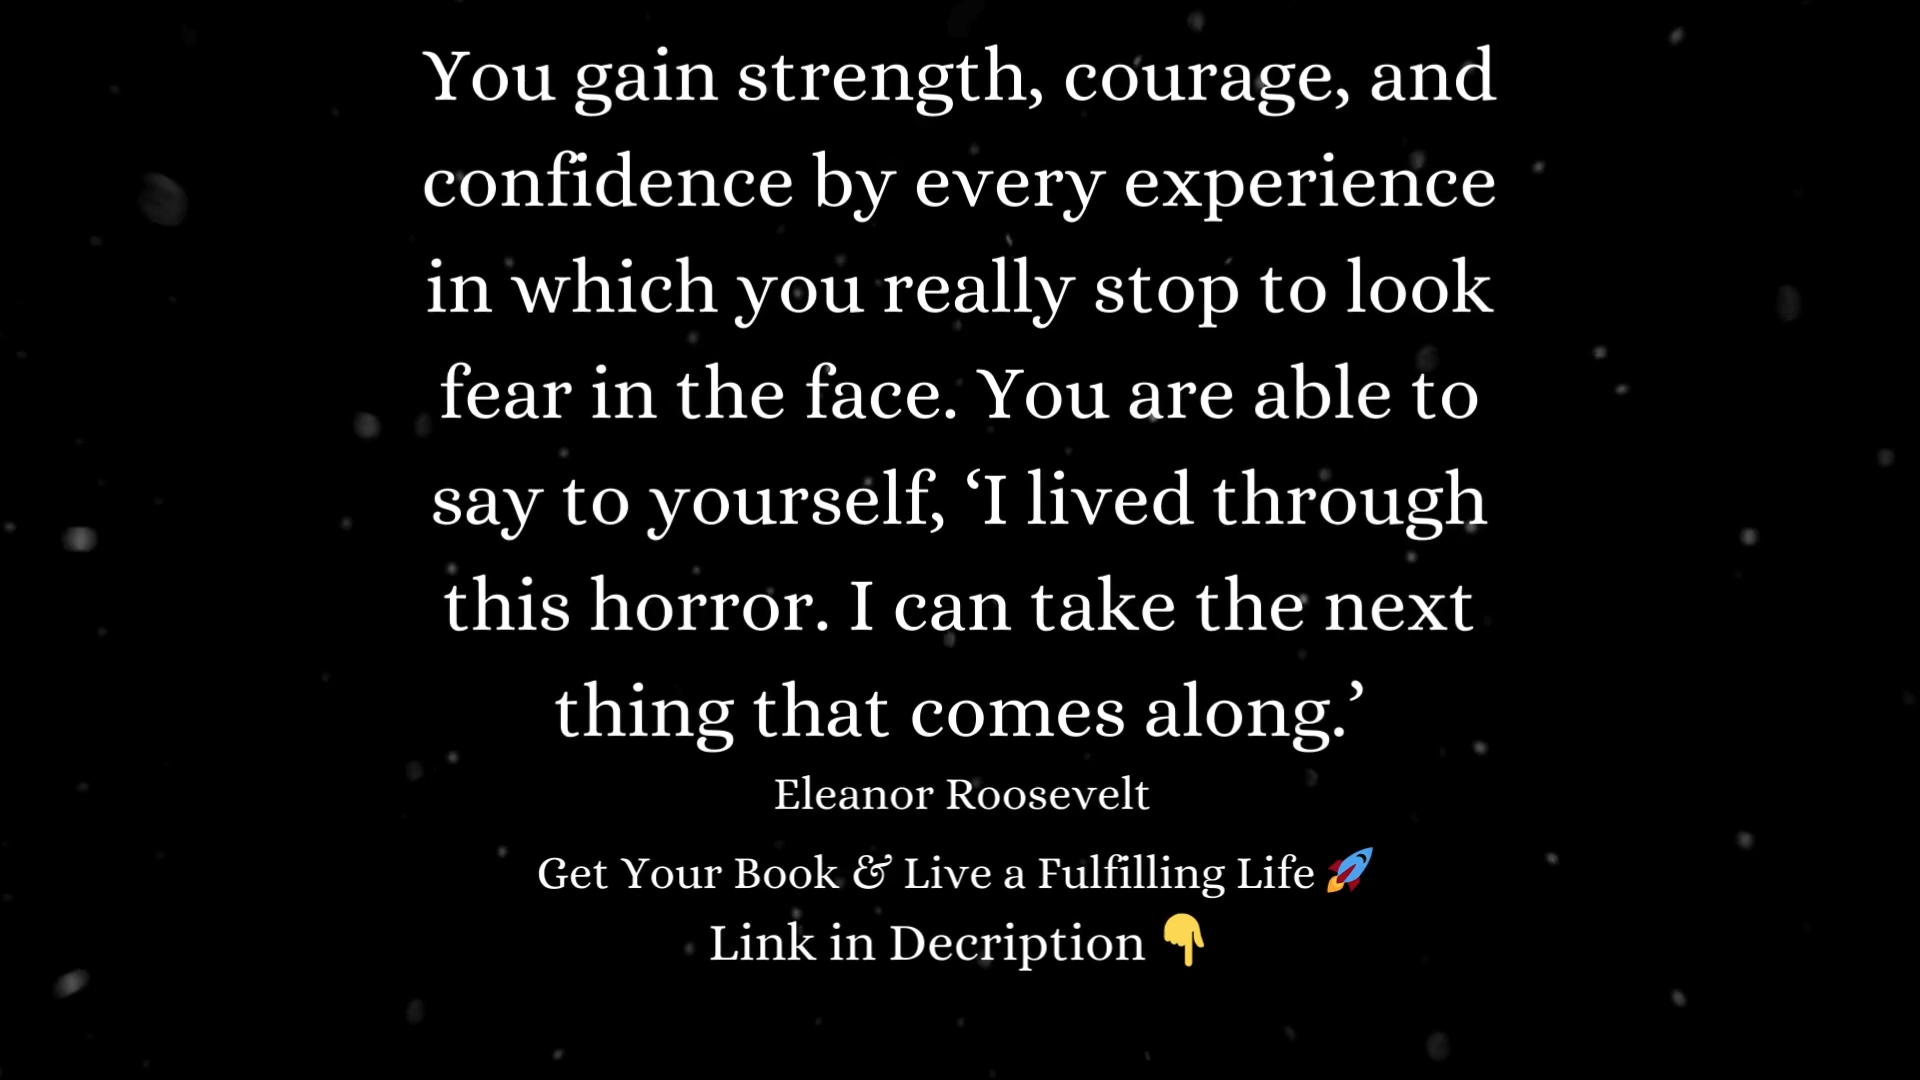 You gain strength, courage, and
confidence by every experience
in which you really stop to look
fear in the face. You are able to
say to yourself, ‘I lived through
this horror. I can take the next
thing that comes along.’
Eleanor Roosevelt
Get Your Book & Live a Fulfilling Life 🚀
Link in Decription 👇